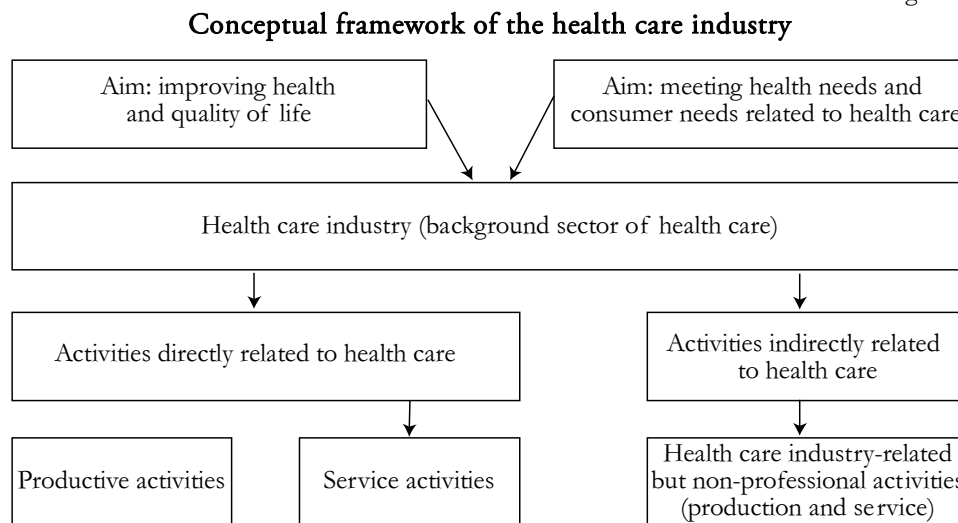 Conceptual framework of the health care industry
Aim: improving health
and quality of life
Aim: meeting health needs and
consumer needs related to health care
Health care industry (background sector of health care)
Activities directly related to health care
Activities indirectly related
to health care
Productive activities
Service activities
Health care industry-related
but non-professional activities
(production and service)